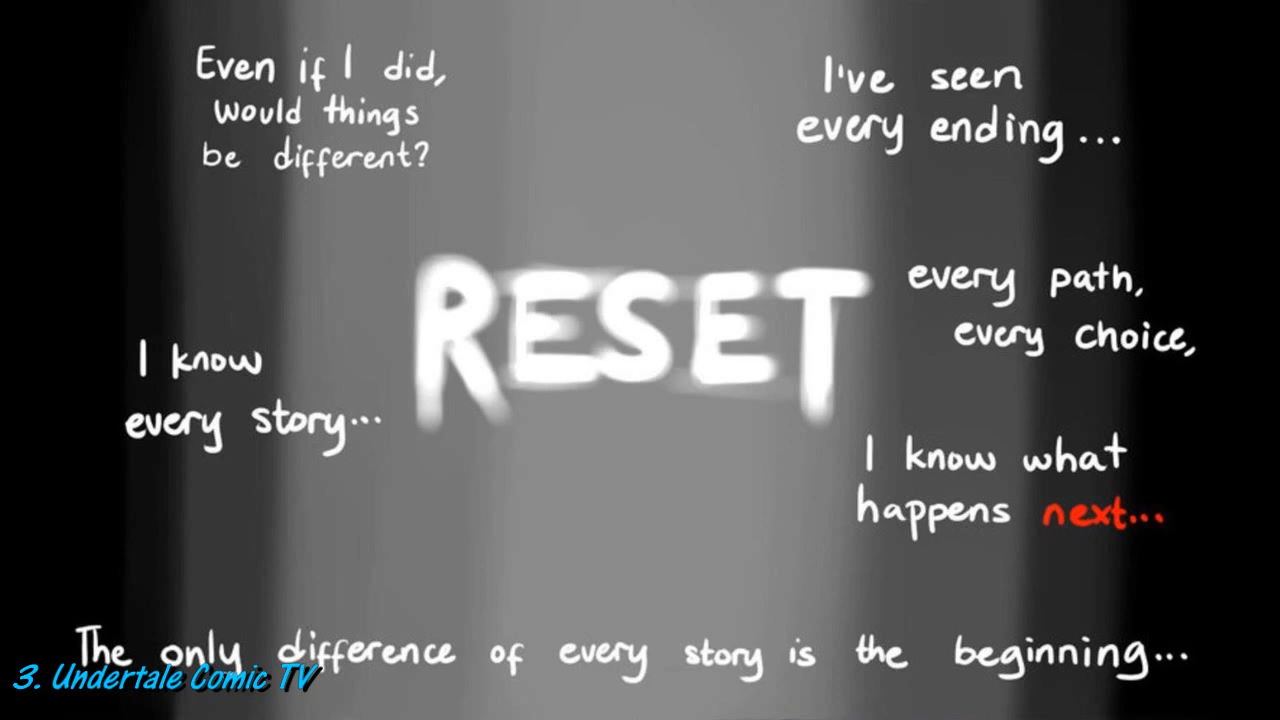 Even if I did,
would things
be different?
I've seen
every ending...
RESET
every path,
every choice,
I know
every story...
I know what
happens next...
The only difference of every story is the beginning...
3. Undertale Comic TV